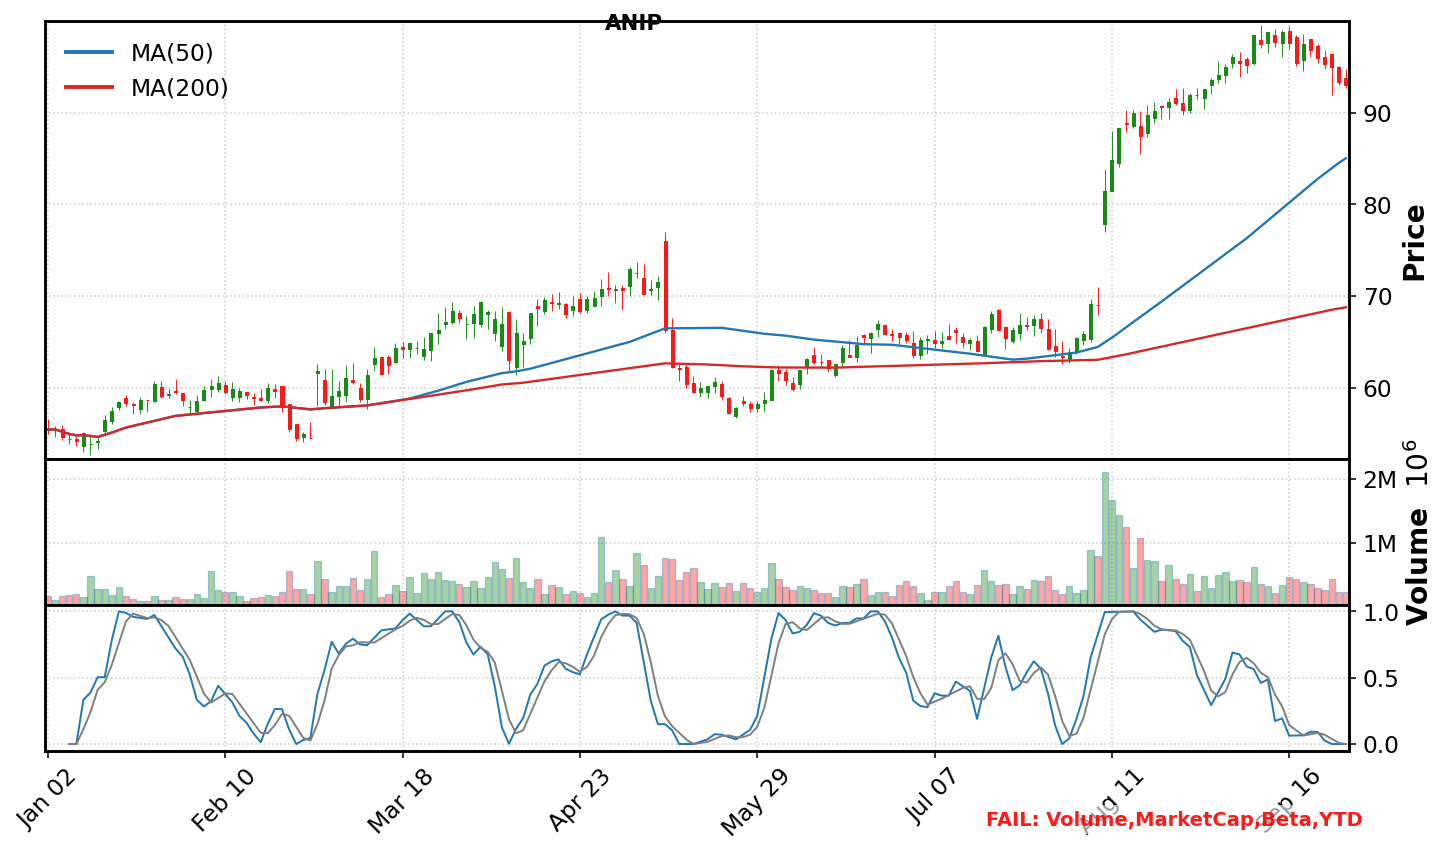 ANIP
MA(50)
MA(200)
90
80
70
60
Price
2M
1M
Volume 10^6
1.0
0.5
0.0
Jan 02
Feb 10
Mar 18
Apr 23
May 29
Jul 07
Aug 11
Sep 16
FAIL: Volume,MarketCap,Beta,YTD